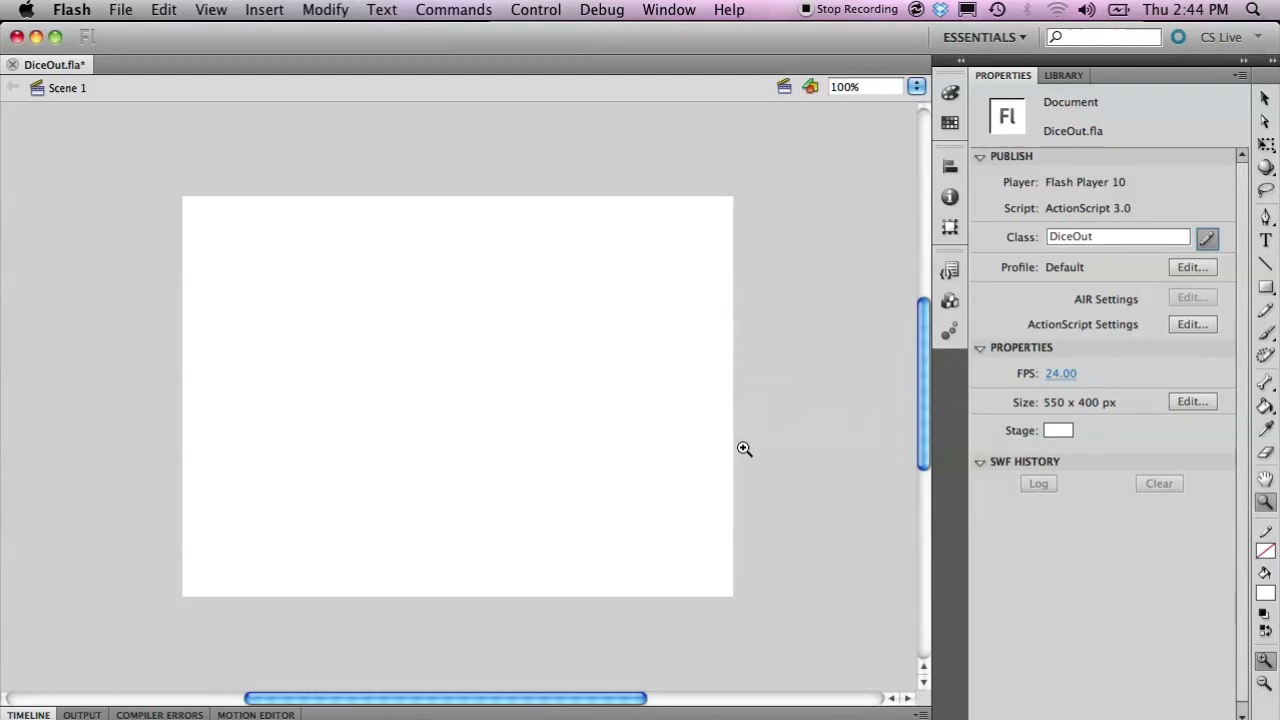 Flash File Edit View Insert Modify Text Commands Control Debug Window Help Stop Recording Thu 2:44 PM
Fl ESSENTIALS CS Live
DiceOut.fla*
Scene 1 100%
PROPERTIES LIBRARY
Fl
Document
DiceOut.fla
PUBLISH
Player: Flash Player 10
Script: ActionScript 3.0
Class: DiceOut
Profile: Default Edit...
AIR Settings Edit...
ActionScript Settings Edit...
PROPERTIES
FPS: 24.00
Size: 550 x 400 px Edit...
Stage:
SWF HISTORY
Log Clear
T
TIMELINE OUTPUT COMPILER ERRORS MOTION EDITOR